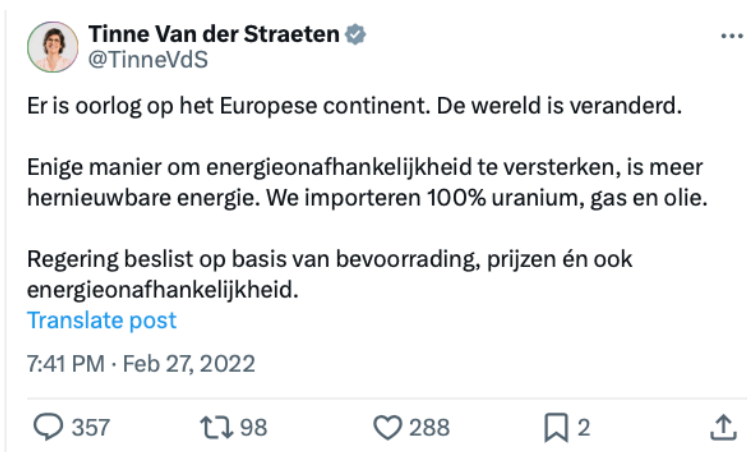 Tinne Van der Straeten
@TinneVdS
Er is oorlog op het Europese continent. De wereld is veranderd.
Enige manier om energieonafhankelijkheid te versterken, is meer
hernieuwbare energie. We importeren 100% uranium, gas en olie.
Regering beslist op basis van bevoorrading, prijzen én ook
energieonafhankelijkheid.
Translate post
7:41 PM · Feb 27, 2022
357 98 288 2